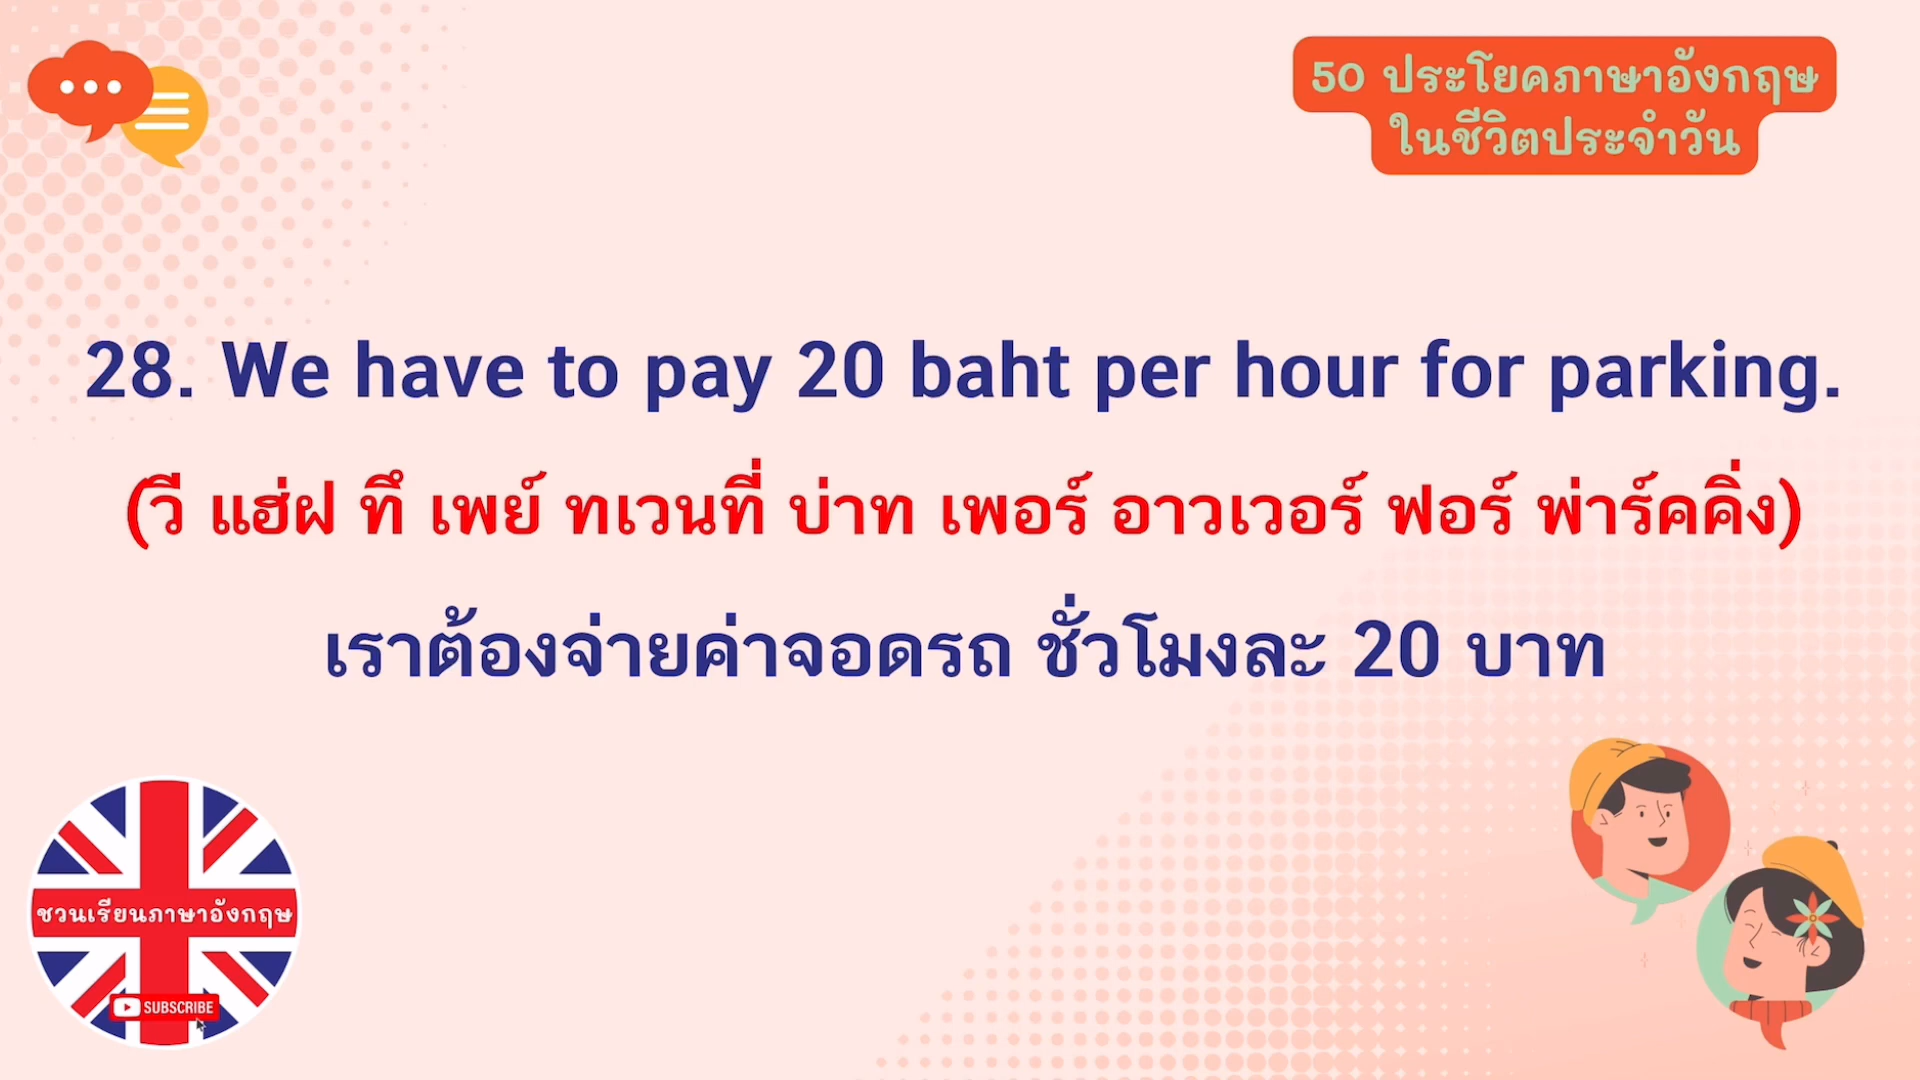 50 ประโยคภาษาอังกฤษ
ในชีวิตประจำวัน
28. We have to pay 20 baht per hour for parking.
(วี แฮ่ฝ ทึ เพย์ ทเวนที่ บ่าท เพอร์ อาวเวอร์ ฟอร์ พ่าร์คคิ่ง)
เราต้องจ่ายค่าจอดรถ ชั่วโมงละ 20 บาท
ชวนเรียนภาษาอังกฤษ
SUBSCRIBE